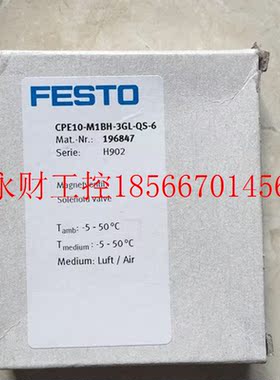 FESTO
CPE10-M1BH-3GL-QS-6
Mat.-Nr.: 196847
Serie: H902
永财工控18566701456
Magnetventil
Solenoid valve
Tamb: -5 - 50°C
Tmedium: -5 - 50°C
Medium: Luft / Air